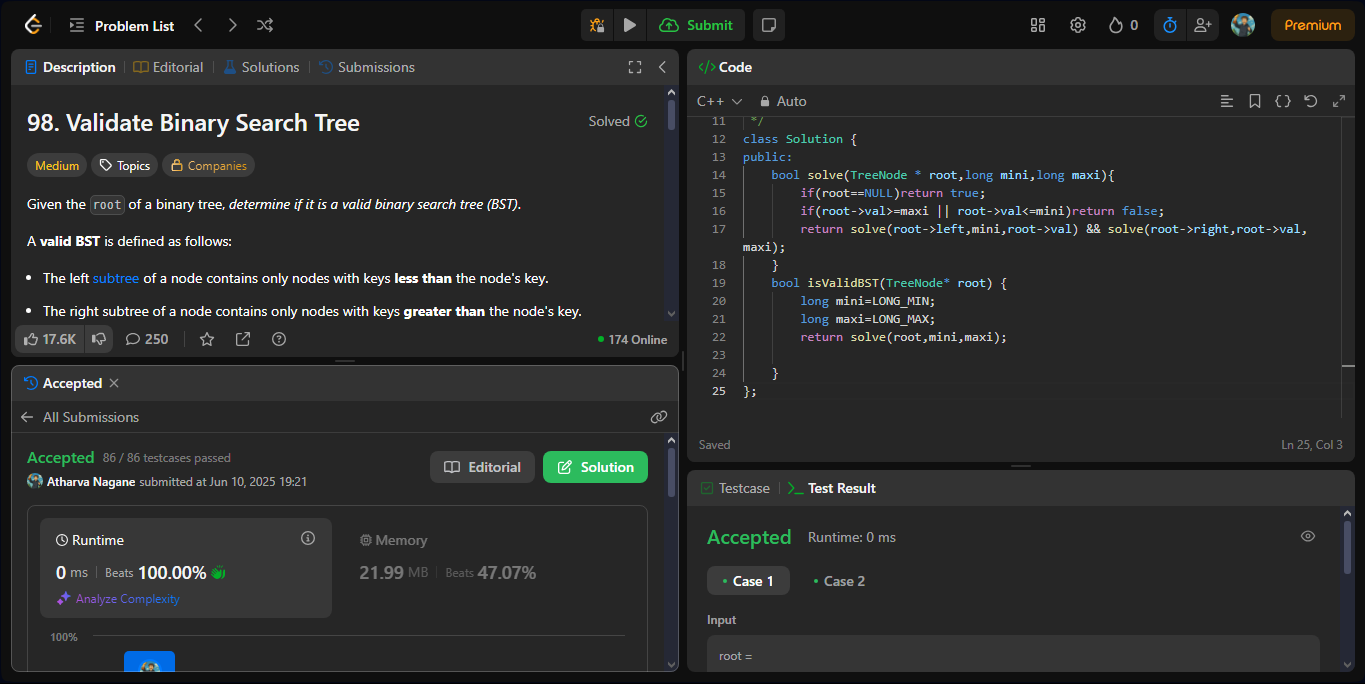 Problem List
Submit
0
Premium
Description
Editorial
Solutions
Submissions
98. Validate Binary Search Tree
Solved
Medium
Topics
Companies
Given the root of a binary tree, determine if it is a valid binary search tree (BST).
A valid BST is defined as follows:
The left subtree of a node contains only nodes with keys less than the node's key.
The right subtree of a node contains only nodes with keys greater than the node's key.
17.6K
250
174 Online
Accepted
All Submissions
Accepted 86 / 86 testcases passed
Atharva Nagane submitted at Jun 10, 2025 19:21
Editorial
Solution
Runtime
0 ms | Beats 100.00%
Analyze Complexity
Memory
21.99 MB | Beats 47.07%
100%
</> Code
C++
Auto
11 */
12 class Solution {
13 public:
14 bool solve(TreeNode * root,long mini,long maxi){
15 if(root==NULL)return true;
16 if(root->val>=maxi || root->val<=mini)return false;
17 return solve(root->left,mini,root->val) && solve(root->right,root->val,
maxi);
18 }
19 bool isValidBST(TreeNode* root) {
20 long mini=LONG_MIN;
21 long maxi=LONG_MAX;
22 return solve(root,mini,maxi);
23
24 }
25 };
Saved
Ln 25, Col 3
Testcase
Test Result
Accepted Runtime: 0 ms
Case 1
Case 2
Input
root =